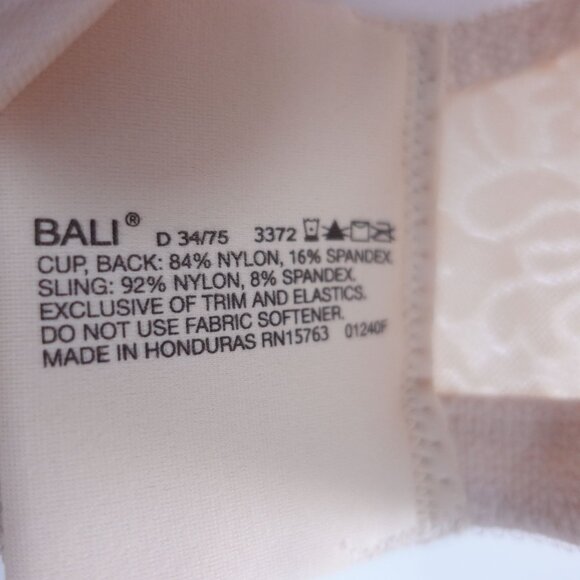 BALI® D 34/75 3372
CUP, BACK: 84% NYLON, 16% SPANDEX.
SLING: 92% NYLON, 8% SPANDEX.
EXCLUSIVE OF TRIM AND ELASTICS.
DO NOT USE FABRIC SOFTENER.
MADE IN HONDURAS RN15763 01240F